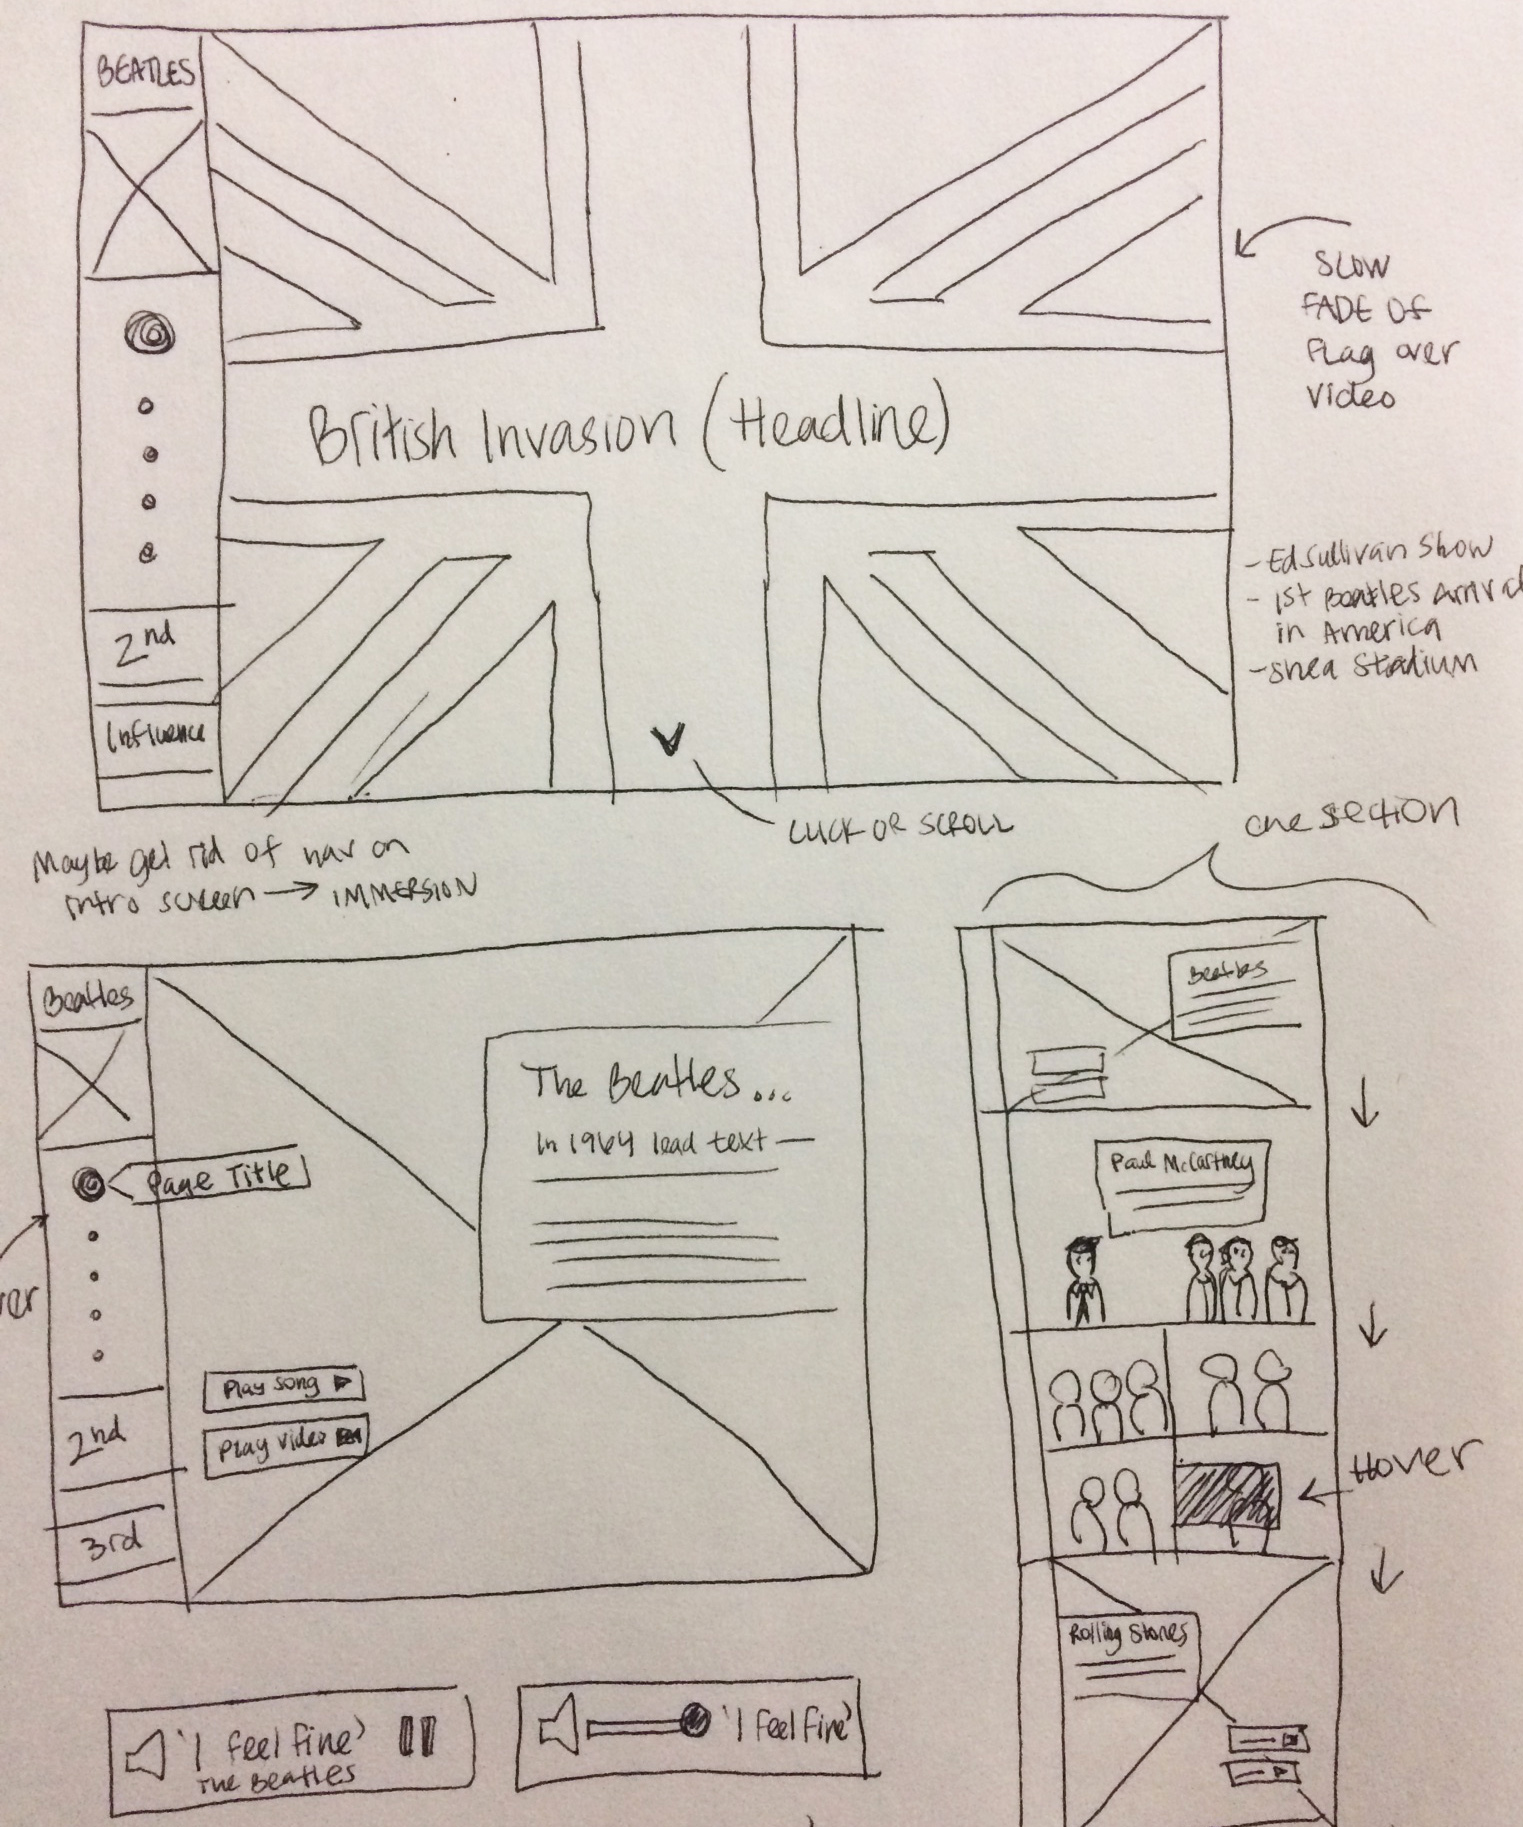 BEATLES
2nd
Influence
British Invasion (Headline)
SLOW
FADE OF
Flag over
Video
- Ed Sullivan Show
- 1st Beatles Arrival
in America
- Shea Stadium
CLICK OR SCROLL
Maybe get rid of nav on
intro screen → IMMERSION
Beatles
Page Title
2nd
3rd
The Beatles...
In 1964 lead text —
Play song
Play video
one section
Beatles
Paul McCartney
Hover
Rolling Stones
'I feel fine'
The Beatles
'I feel fine'